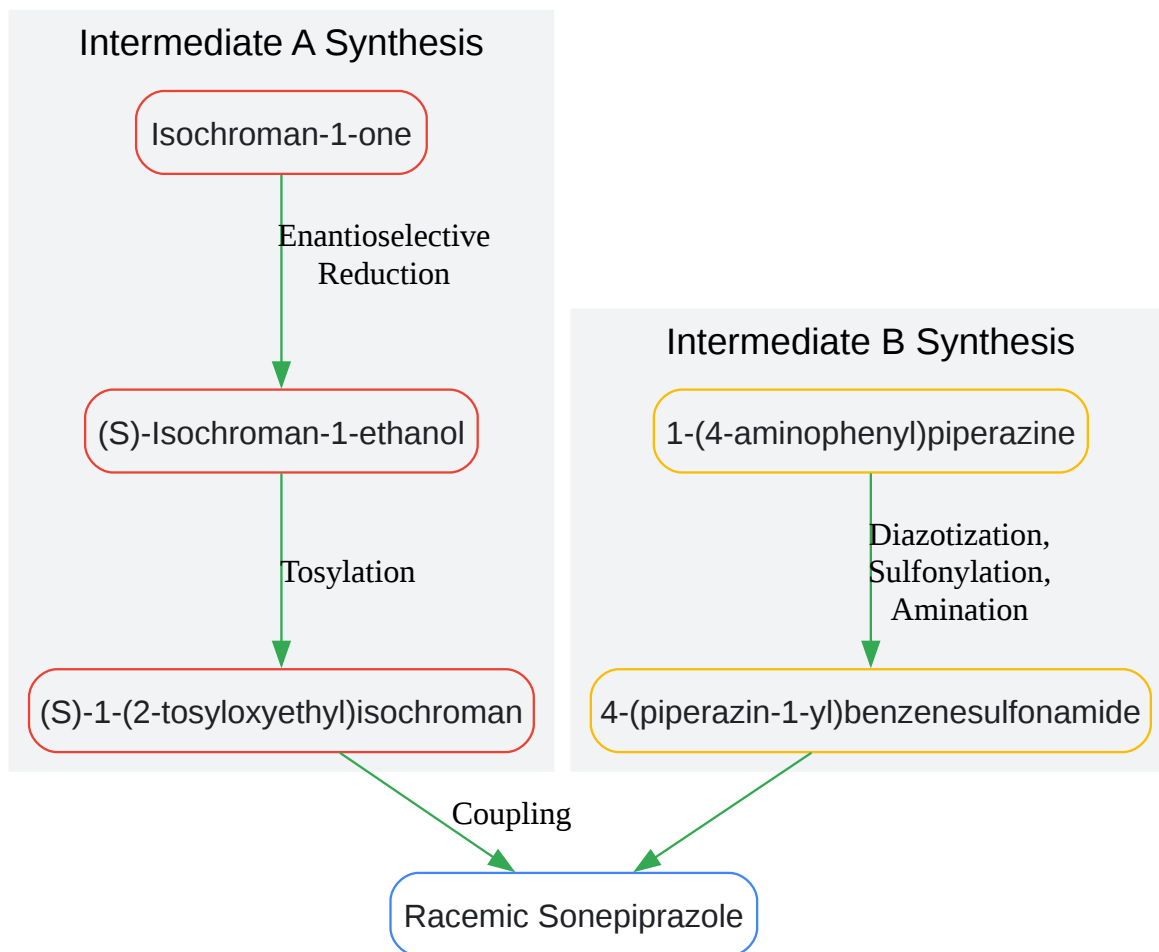 Intermediate A Synthesis
Isochroman-1-one
Enantioselective
Reduction
(S)-Isochroman-1-ethanol
Tosylation
(S)-1-(2-tosyloxyethyl)isochroman
Intermediate B Synthesis
1-(4-aminophenyl)piperazine
Diazotization,
Sulfonylation,
Amination
4-(piperazin-1-yl)benzenesulfonamide
Coupling
Racemic Sonepiprazole